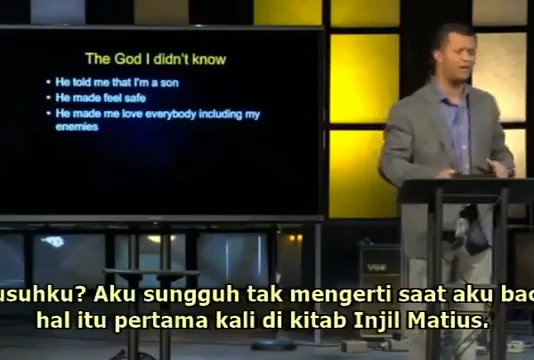 The God I didn't know
• He told me that I'm a son
• He made feel safe
• He made me love everybody including my
enemies
usuhku? Aku sungguh tak mengerti saat aku bac
hal itu pertama kali di kitab Injil Matius.